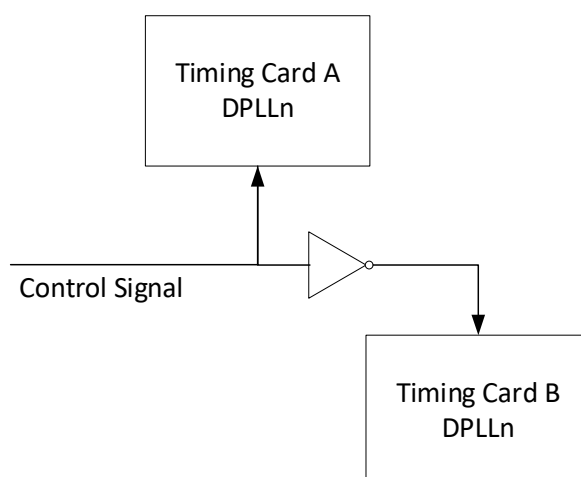 Timing Card A
DPLLn
Control Signal
Timing Card B
DPLLn